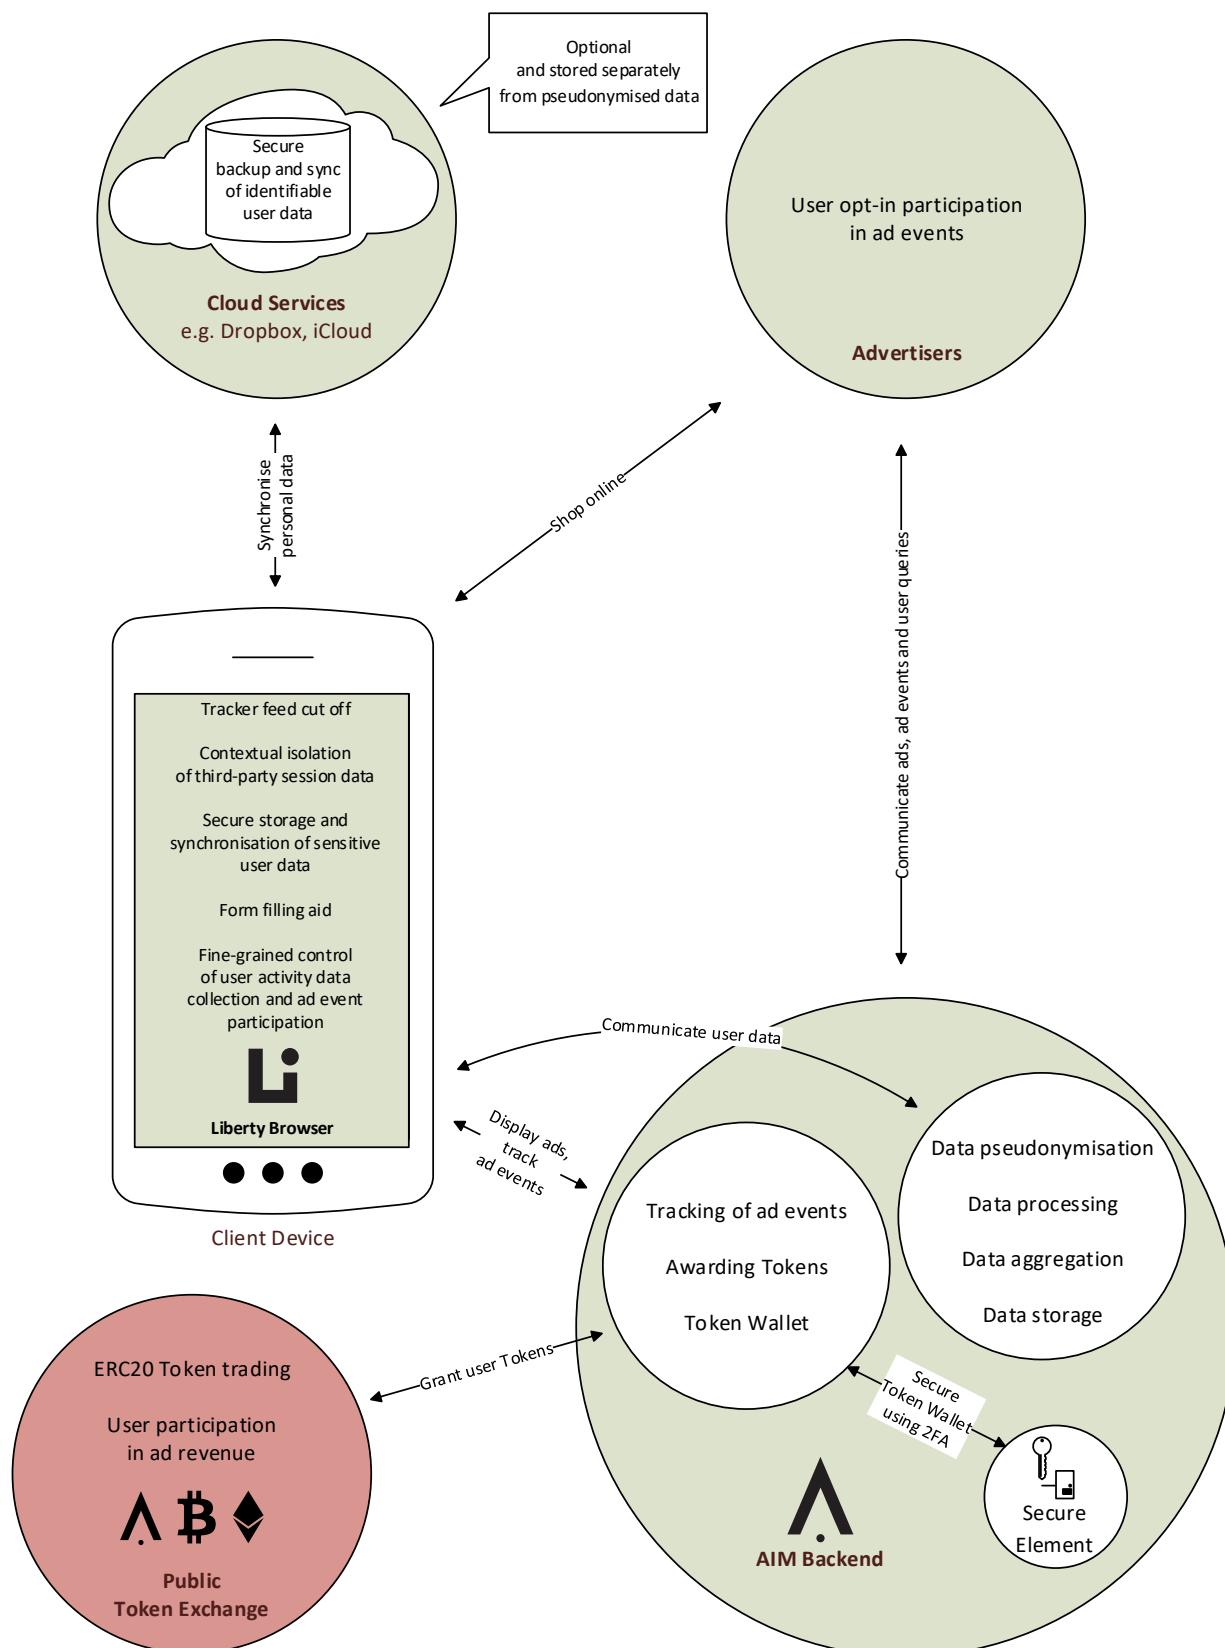 Optional
and stored separately
from pseudonymised data
Secure
backup and sync
of identifiable
user data
Cloud Services
e.g. Dropbox, iCloud
User opt-in participation
in ad events
Advertisers
Synchronise
personal data
Shop online
Communicate ads, ad events and user queries
Tracker feed cut off
Contextual isolation
of third-party session data
Secure storage and
synchronisation of sensitive
user data
Form filling aid
Fine-grained control
of user activity data
collection and ad event
participation
Li
Liberty Browser
Client Device
Communicate user data
Display ads,
track
ad events
Data pseudonymisation
Data processing
Data aggregation
Data storage
Tracking of ad events
Awarding Tokens
Token Wallet
Grant user Tokens
Secure
Token Wallet
using 2FA
Secure
Element
AIM Backend
ERC20 Token trading
User participation
in ad revenue
Public
Token Exchange